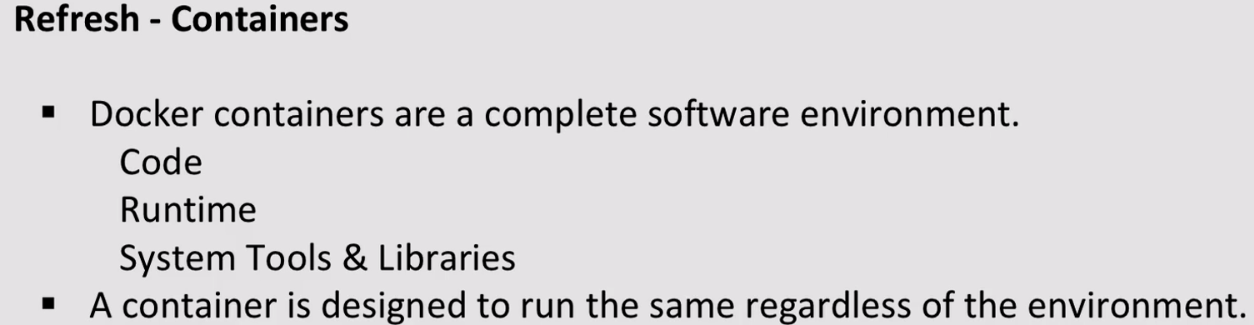 Refresh - Containers
▪ Docker containers are a complete software environment.
Code
Runtime
System Tools & Libraries
▪ A container is designed to run the same regardless of the environment.